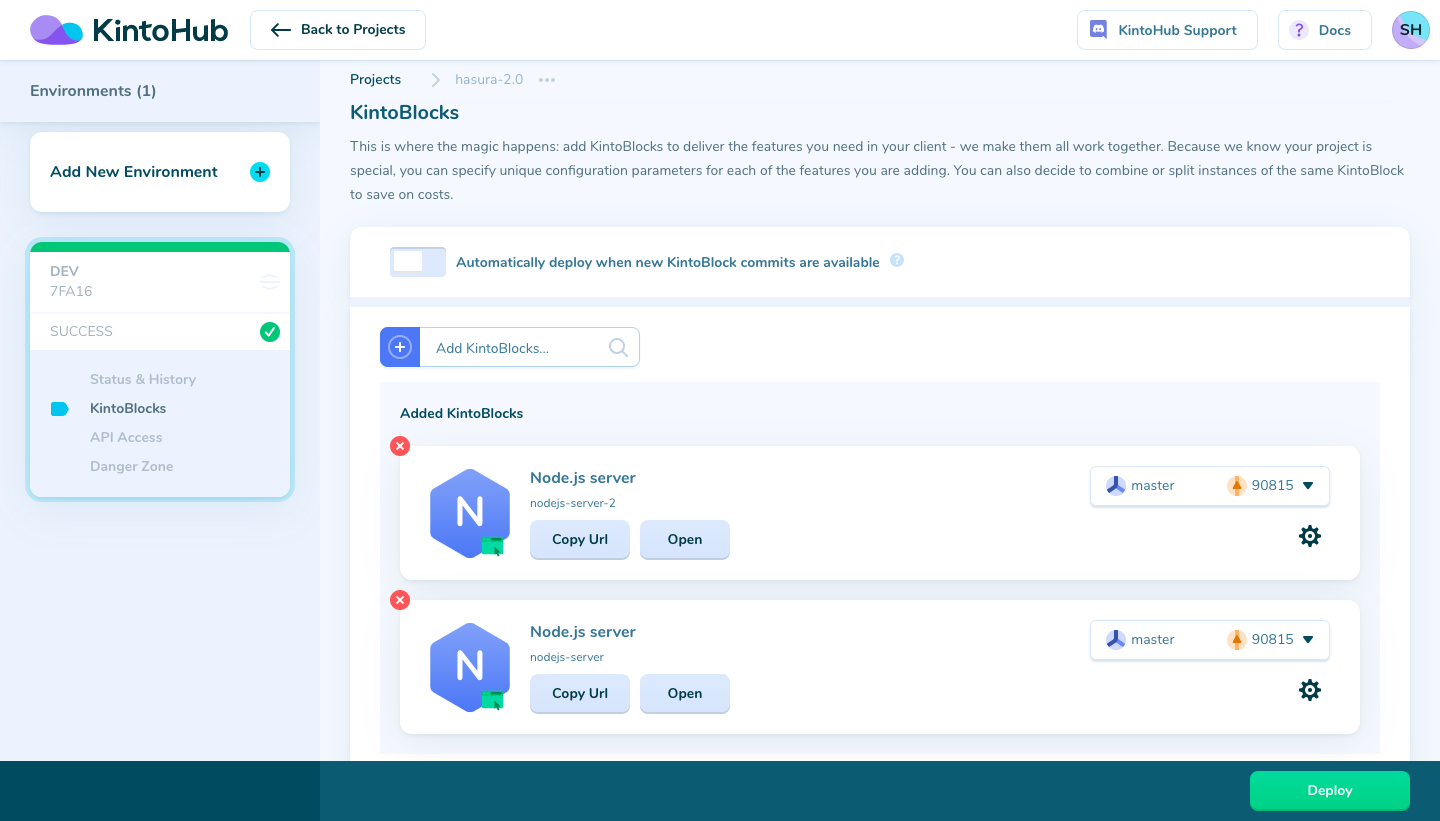 KintoHub
Back to Projects
KintoHub Support
? Docs
SH
Environments (1)
Add New Environment
DEV
7FA16
SUCCESS
Status & History
KintoBlocks
API Access
Danger Zone
Projects
hasura-2.0
KintoBlocks
This is where the magic happens: add KintoBlocks to deliver the features you need in your client - we make them all work together. Because we know your project is
special, you can specify unique configuration parameters for each of the features you are adding. You can also decide to combine or split instances of the same KintoBlock
to save on costs.
Automatically deploy when new KintoBlock commits are available ?
Add KintoBlocks...
Added KintoBlocks
N
Node.js server
nodejs-server-2
Copy Url
Open
master
90815
N
Node.js server
nodejs-server
Copy Url
Open
master
90815
Deploy